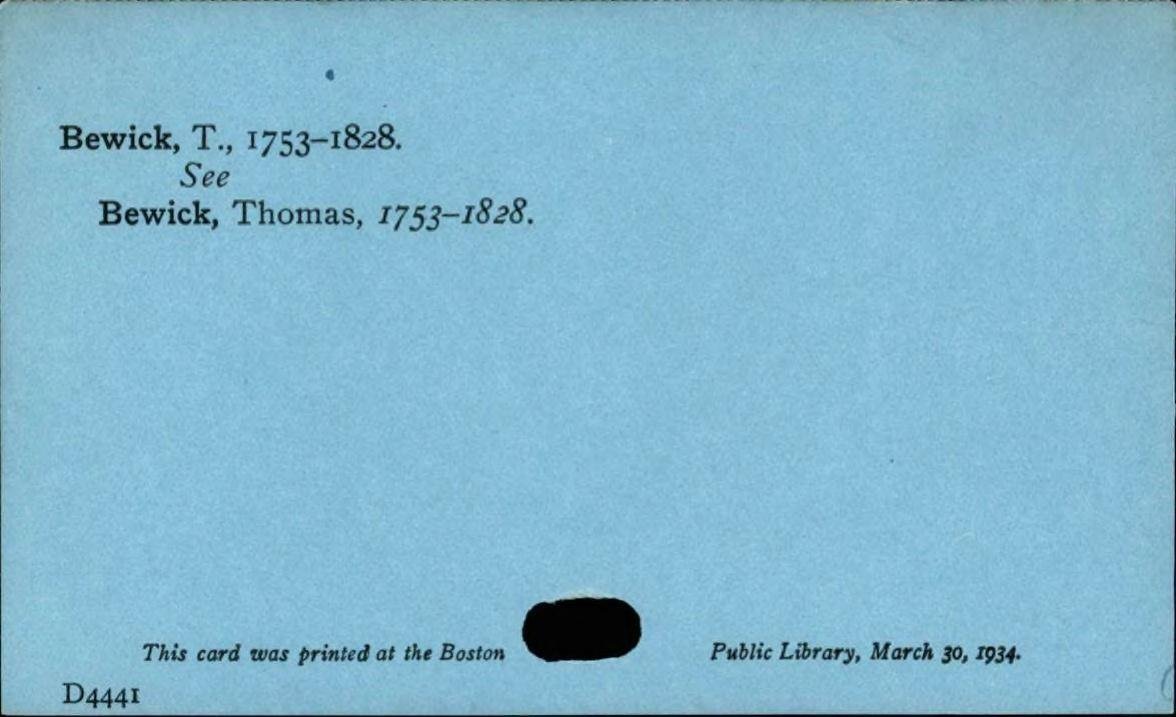 Bewick, T., 1753–1828.
See
Bewick, Thomas, 1753–1828.
This card was printed at the Boston Public Library, March 30, 1934.
D4441